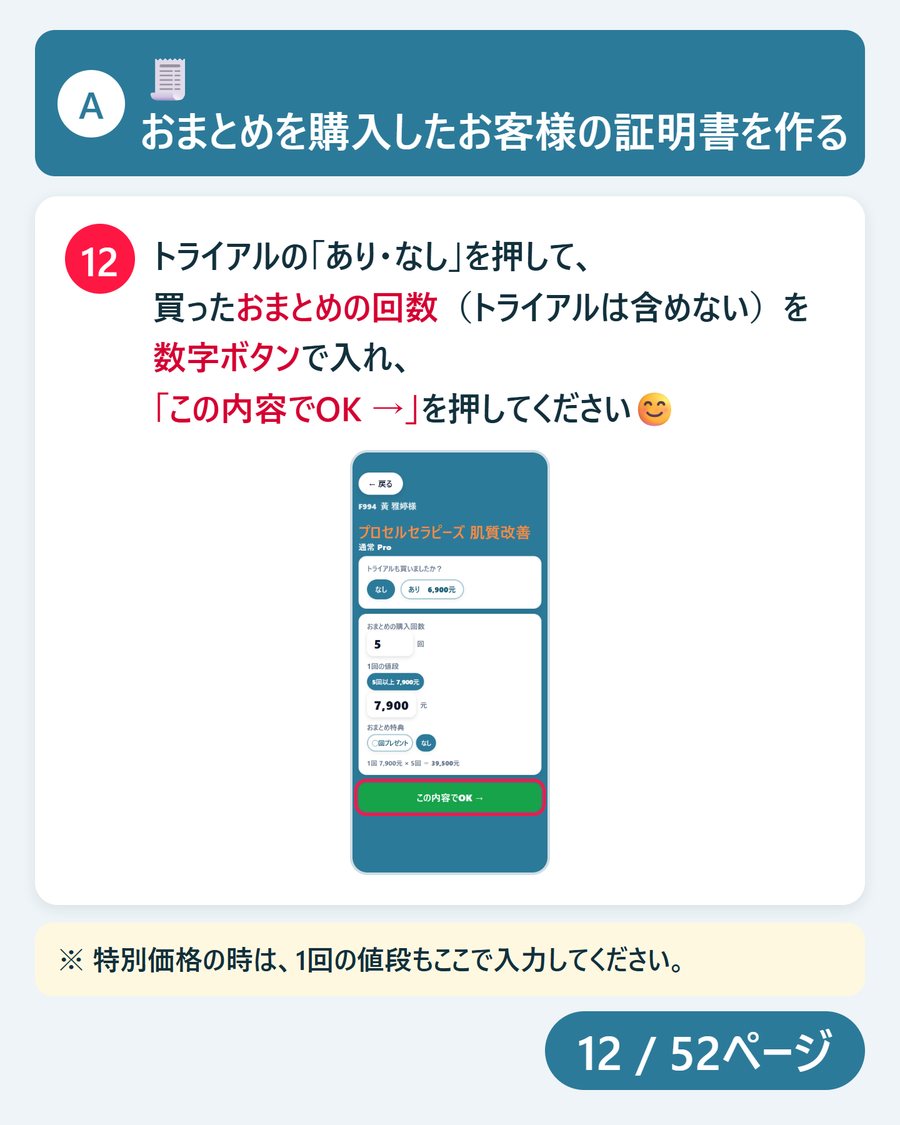 A
おまとめを購入したお客様の証明書を作る
12
トライアルの「あり・なし」を押して、
買ったおまとめの回数（トライアルは含めない）を
数字ボタンで入れ、
「この内容でOK →」を押してください😊
← 戻る
F994 黃 雅婷様
プロセルセラピーズ 肌質改善
通常 Pro
トライアルも買いましたか？
なし
あり 6,900元
おまとめの購入回数
5 回
1回の値段
5回以上 7,900元
7,900 元
おまとめ特典
〇回プレゼント
なし
1回 7,900元 × 5回 ＝ 39,500元
この内容でOK →
※ 特別価格の時は、1回の値段もここで入力してください。
12 / 52ページ